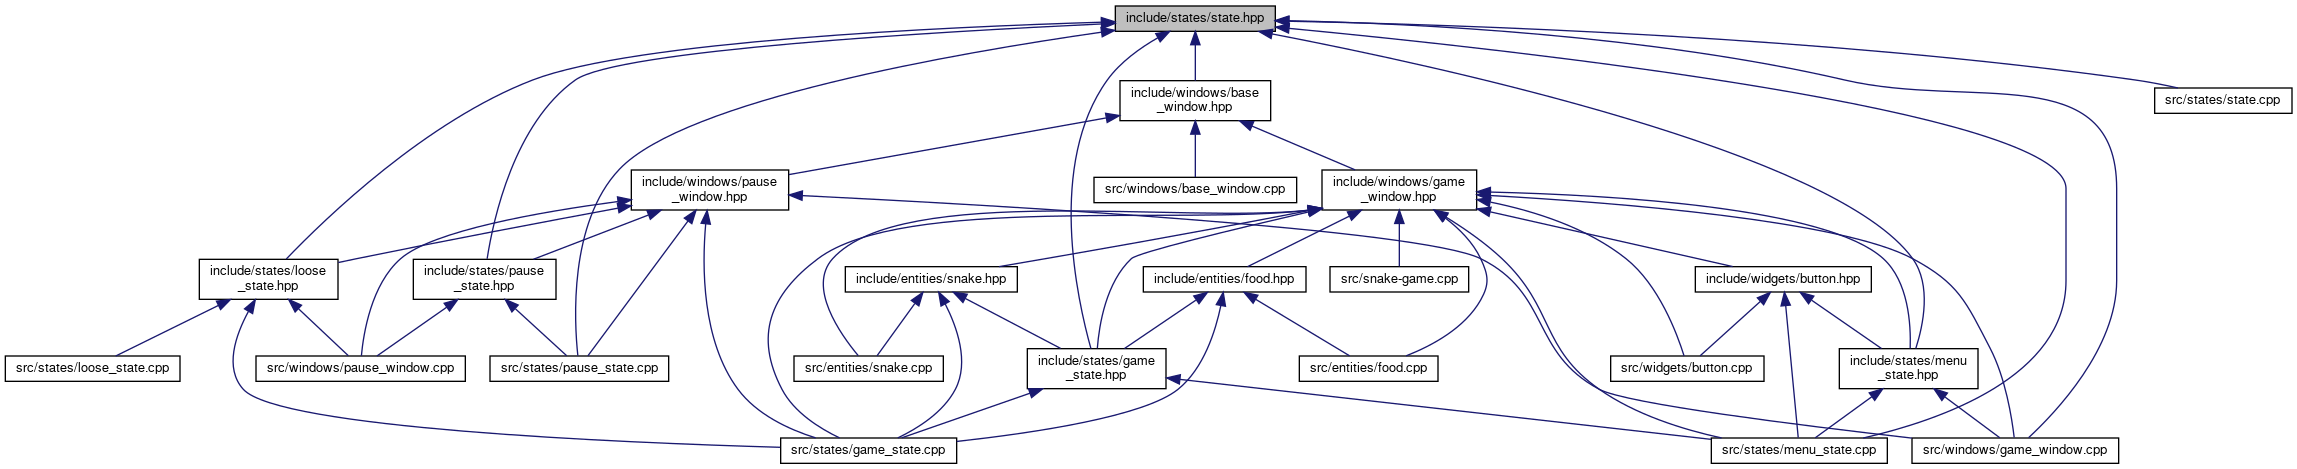 include/states/state.hpp
include/windows/base
_window.hpp
src/states/state.cpp
include/windows/pause
_window.hpp
src/windows/base_window.cpp
include/windows/game
_window.hpp
include/states/loose
_state.hpp
include/states/pause
_state.hpp
include/entities/snake.hpp
include/entities/food.hpp
src/snake-game.cpp
include/widgets/button.hpp
src/states/loose_state.cpp
src/windows/pause_window.cpp
src/states/pause_state.cpp
src/entities/snake.cpp
include/states/game
_state.hpp
src/entities/food.cpp
src/widgets/button.cpp
include/states/menu
_state.hpp
src/states/game_state.cpp
src/states/menu_state.cpp
src/windows/game_window.cpp